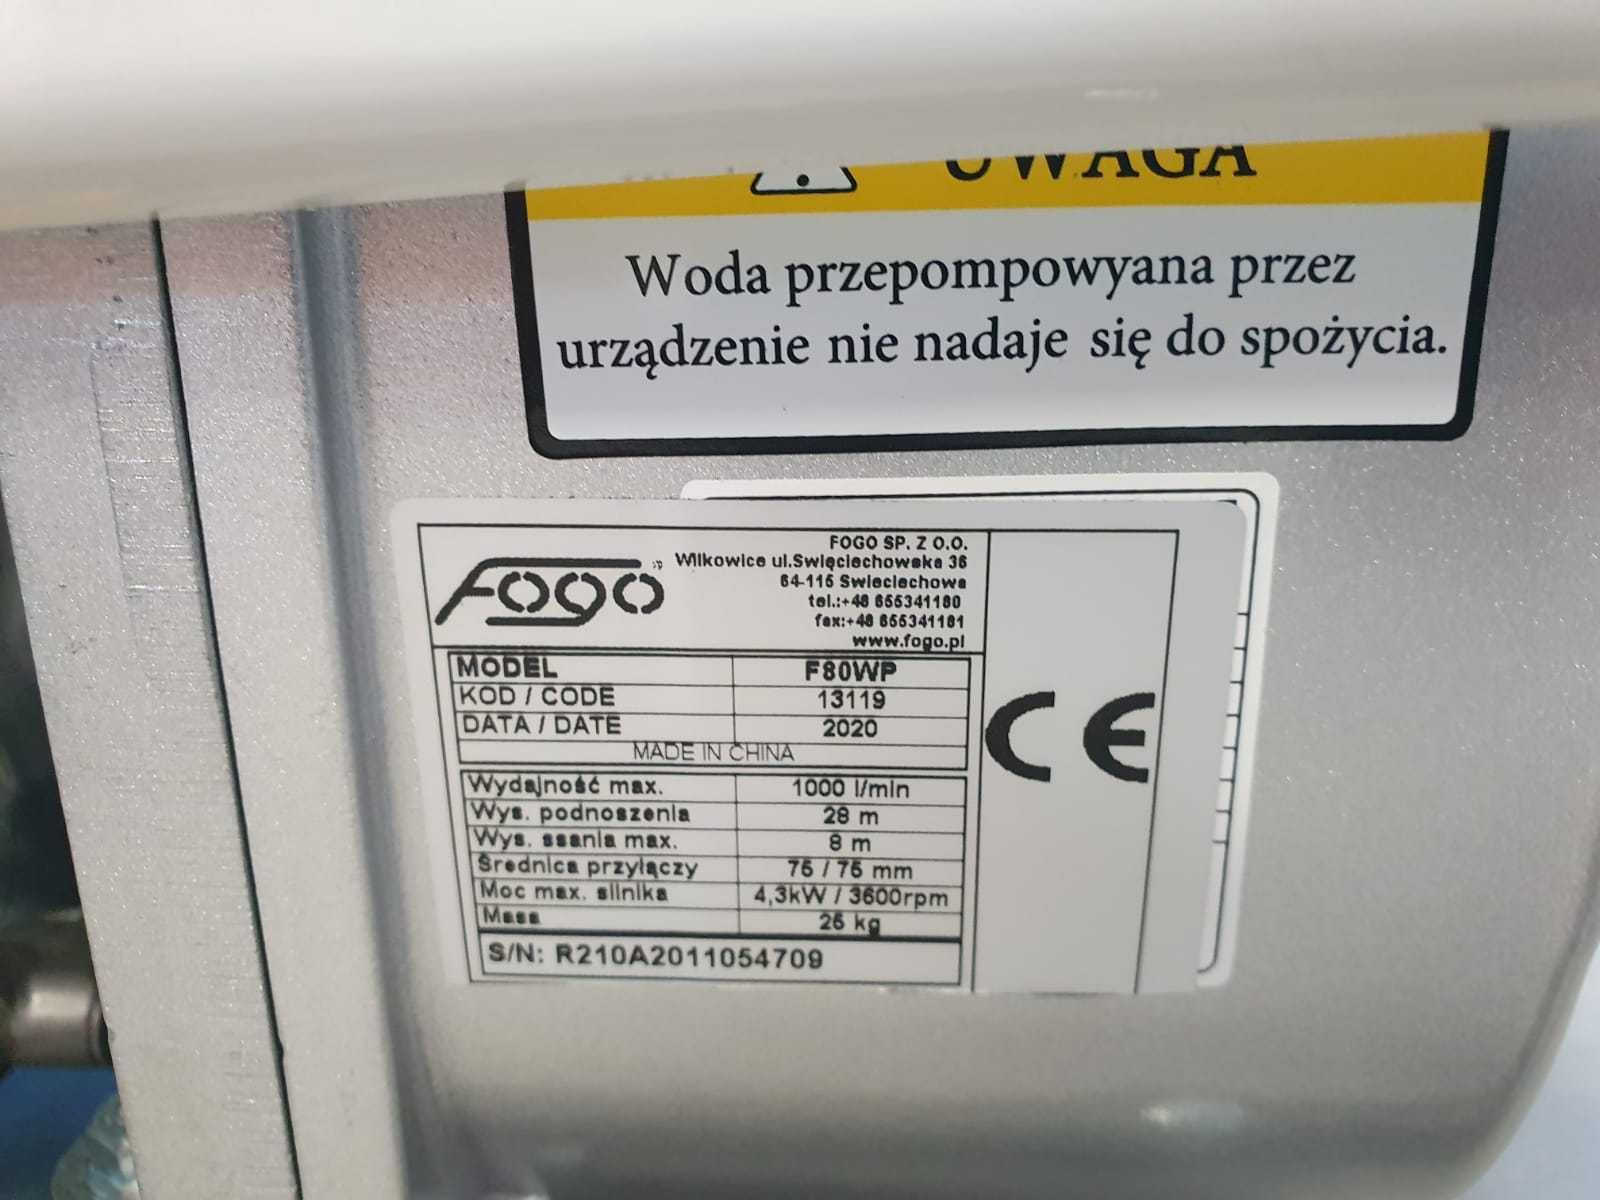 UWAGA
Woda przepompowyana przez
urządzenie nie nadaje się do spożycia.
FOGO
FOGO SP. Z O.O.
Wilkowice ul.Święciechowska 36
64-115 Swieciechowa
tel.:+48 655341180
fax:+48 655341181
www.fogo.pl
MODEL F80WP
KOD / CODE 13119
DATA / DATE 2020
MADE IN CHINA
Wydajność max. 1000 l/min
Wys. podnoszenia 28 m
Wys. ssania max. 8 m
Średnica przyłączy 75 / 75 mm
Moc max. silnika 4,3kW / 3600rpm
Masa 25 kg
S/N: R210A2011054709
CE